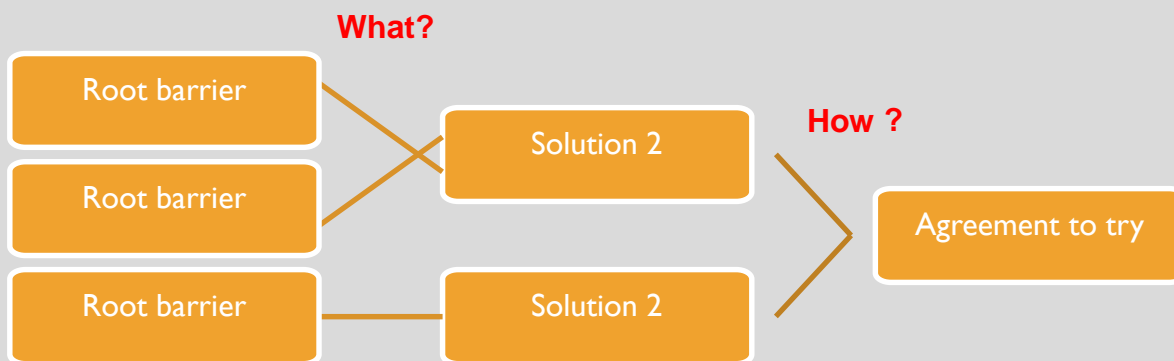 What?
Root barrier
Root barrier
Root barrier
Solution 2
Solution 2
How ?
Agreement to try